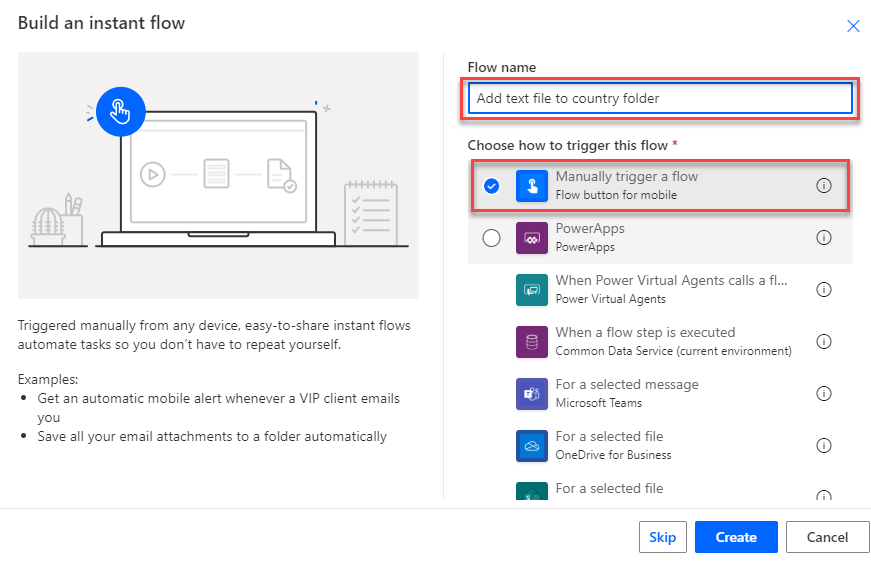 Build an instant flow
Triggered manually from any device, easy-to-share instant flows
automate tasks so you don’t have to repeat yourself.
Examples:
• Get an automatic mobile alert whenever a VIP client emails
you
• Save all your email attachments to a folder automatically
Flow name
Add text file to country folder
Choose how to trigger this flow *
Manually trigger a flow
Flow button for mobile
PowerApps
PowerApps
When Power Virtual Agents calls a fl...
Power Virtual Agents
When a flow step is executed
Common Data Service (current environment)
For a selected message
Microsoft Teams
For a selected file
OneDrive for Business
For a selected file
Skip
Create
Cancel